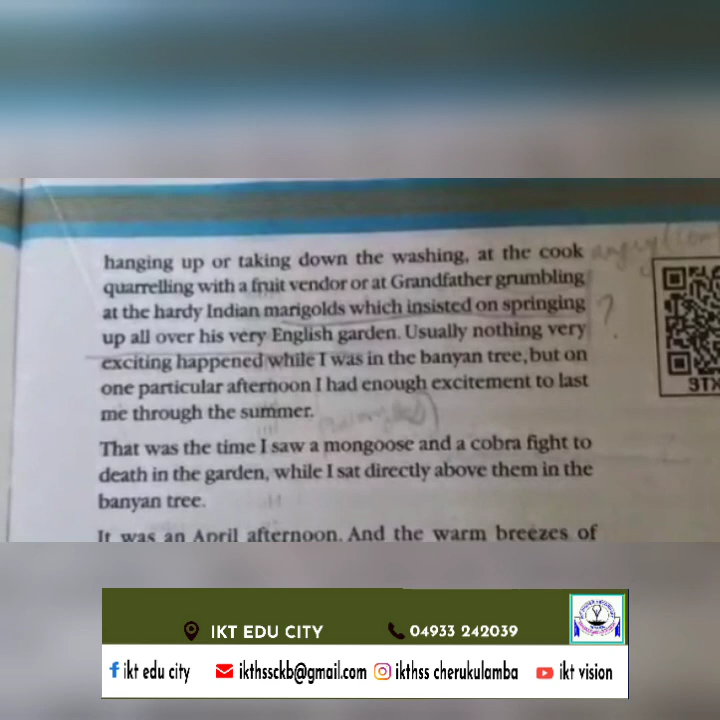 hanging up or taking down the washing, at the cook
quarrelling with a fruit vendor or at Grandfather grumbling
at the hardy Indian marigolds which insisted on springing
up all over his very English garden. Usually nothing very
exciting happened while I was in the banyan tree, but on
one particular afternoon I had enough excitement to last
me through the summer.
That was the time I saw a mongoose and a cobra fight to
death in the garden, while I sat directly above them in the
banyan tree.
It was an April afternoon. And the warm breezes of
?
3TX
IKT EDU CITY
04933 242039
ikt edu city
ikthssckb@gmail.com
ikthss cherukulamba
ikt vision